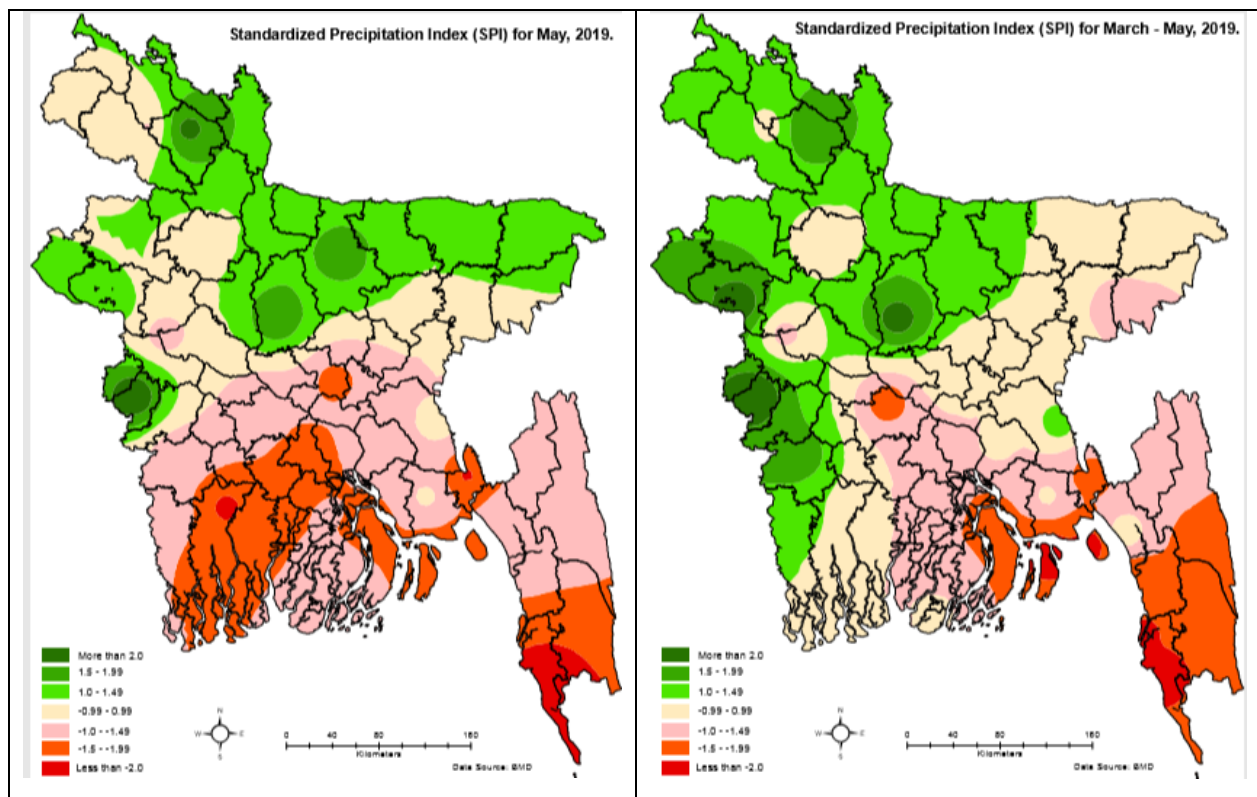 Standardized Precipitation Index (SPI) for May, 2019.
More than 2.0
1.5 - 1.99
1.0 - 1.49
-0.99 - 0.99
-1.0 - -1.49
-1.5 - -1.99
Less than -2.0
N
W E
S
0 40 80 160
Kilometers
Data Source: BMD
Standardized Precipitation Index (SPI) for March - May, 2019.
More than 2.0
1.5 - 1.99
1.0 - 1.49
-0.99 - 0.99
-1.0 - -1.49
-1.5 - -1.99
Less than -2.0
N
W E
S
0 40 80 160
Kilometers
Data Source: BMD